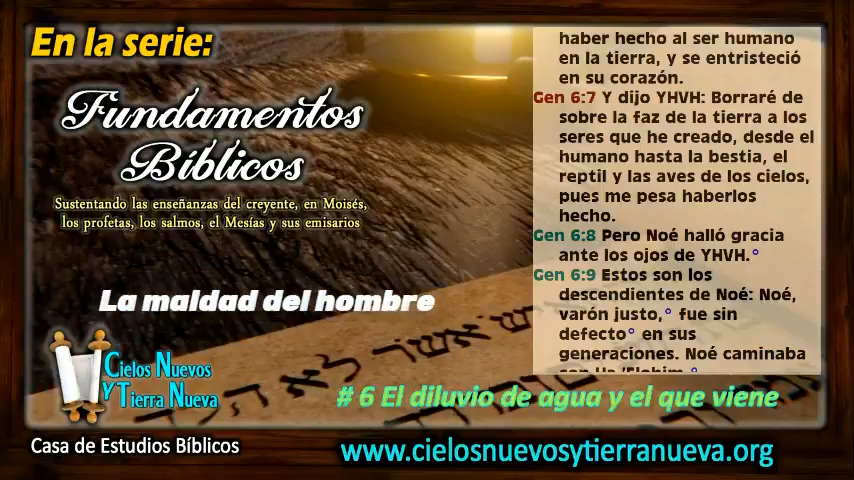 En la serie:
Fundamentos
Bíblicos
Sustentando las enseñanzas del creyente, en Moisés,
los profetas, los salmos, el Mesías y sus emisarios
La maldad del hombre
haber hecho al ser humano
en la tierra, y se entristeció
en su corazón.
Gen 6:7 Y dijo YHVH: Borraré de
sobre la faz de la tierra a los
seres que he creado, desde el
humano hasta la bestia, el
reptil y las aves de los cielos,
pues me pesa haberlos
hecho.
Gen 6:8 Pero Noé halló gracia
ante los ojos de YHVH.°
Gen 6:9 Estos son los
descendientes de Noé: Noé,
varón justo,° fue sin
defecto° en sus
generaciones. Noé caminaba
con Ha-'Elohim.°
אשר לא
Cielos Nuevos
Y Tierra Nueva
# 6 El diluvio de agua y el que viene
Casa de Estudios Bíblicos
www.cielosnuevosytierranueva.org